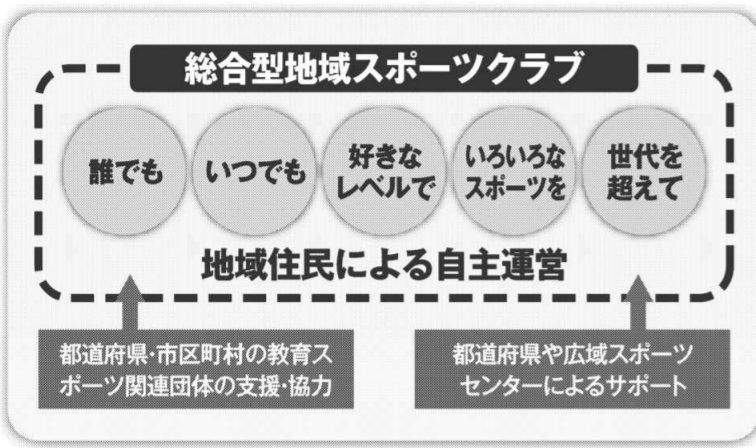 総合型地域スポーツクラブ
誰でも
いつでも
好きな
レベルで
いろいろな
スポーツを
世代を
超えて
地域住民による自主運営
都道府県・市区町村の教育ス
ポーツ関連団体の支援・協力
都道府県や広域スポーツ
センターによるサポート